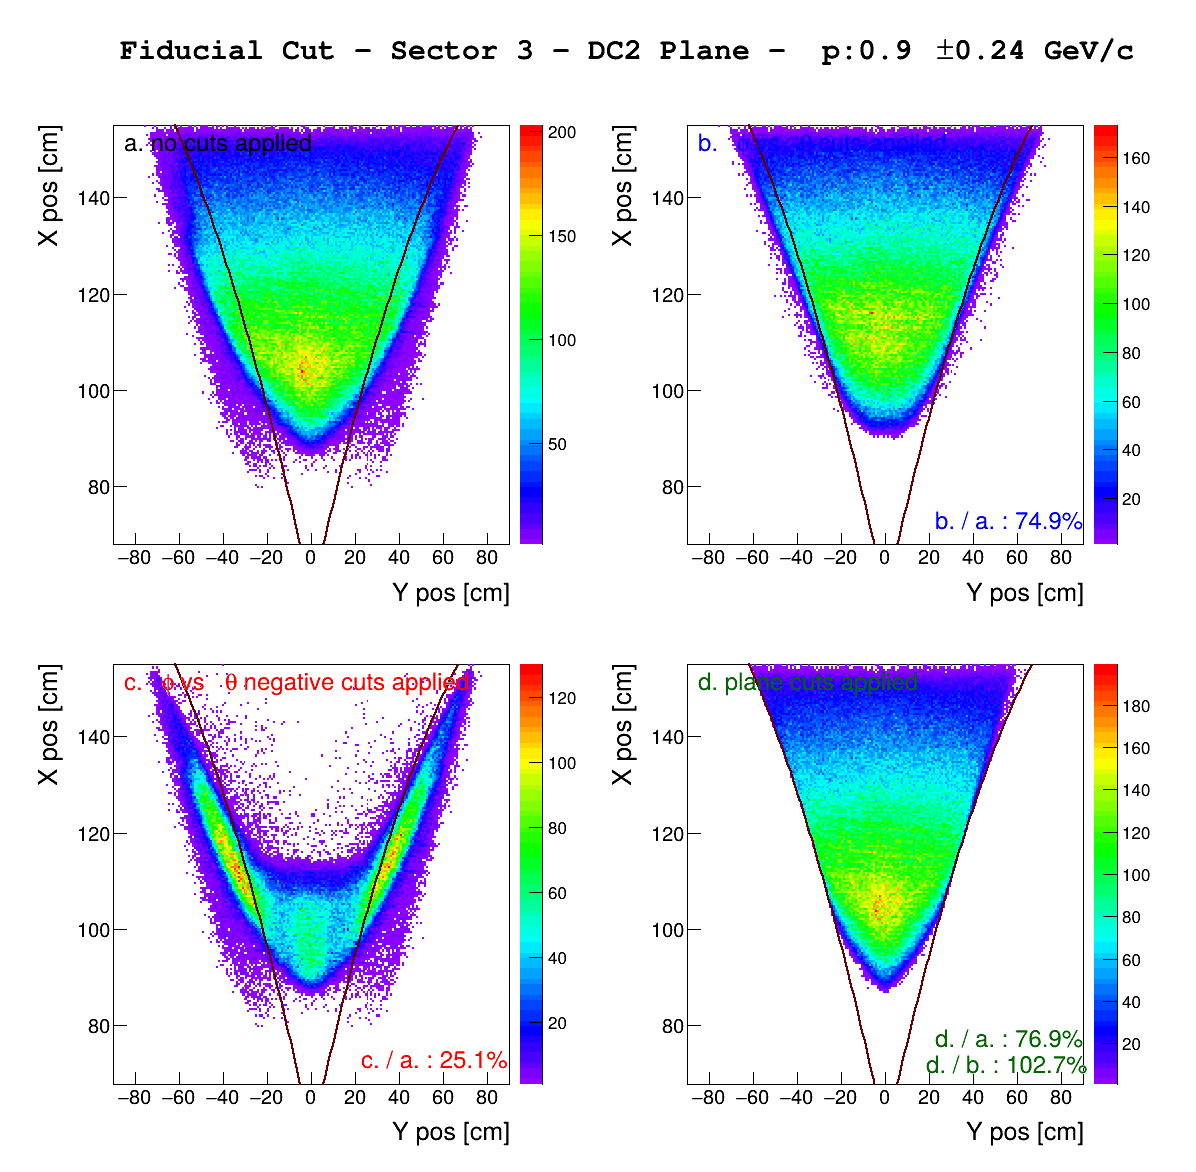 Fiducial Cut − Sector 3 − DC2 Plane − p:0.9 ±0.24 GeV/c
X pos [cm]
a. no cuts applied
140
120
100
80
−80 −60 −40 −20 0 20 40 60 80
Y pos [cm]
200
150
100
50
X pos [cm]
b. φ vs θ cuts applied
140
120
100
80
b. / a. : 74.9%
−80 −60 −40 −20 0 20 40 60 80
Y pos [cm]
160
140
120
100
80
60
40
20
X pos [cm]
c. φ vs θ negative cuts applied
140
120
100
80
c. / a. : 25.1%
−80 −60 −40 −20 0 20 40 60 80
Y pos [cm]
120
100
80
60
40
20
X pos [cm]
d. plane cuts applied
140
120
100
80
d. / a. : 76.9%
d. / b. : 102.7%
−80 −60 −40 −20 0 20 40 60 80
Y pos [cm]
180
160
140
120
100
80
60
40
20